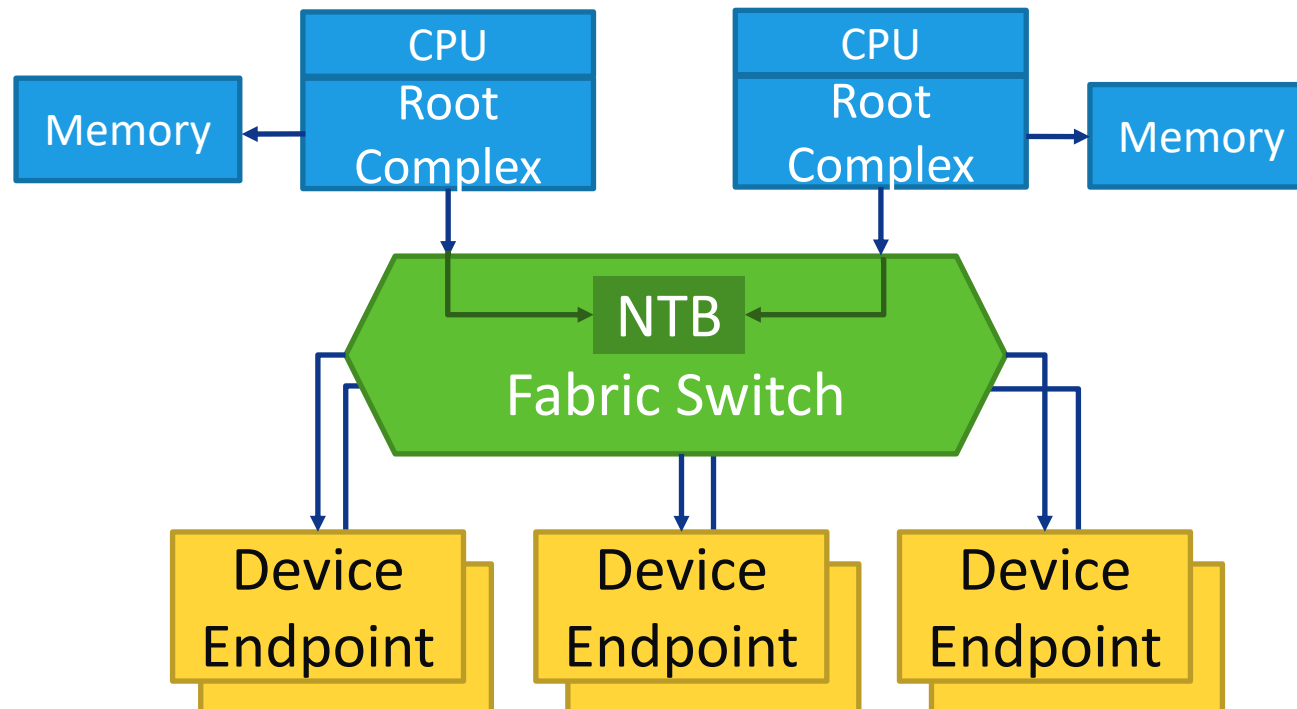 CPU
Root
Complex
Memory
CPU
Root
Complex
Memory
NTB
Fabric Switch
Device
Endpoint
Device
Endpoint
Device
Endpoint